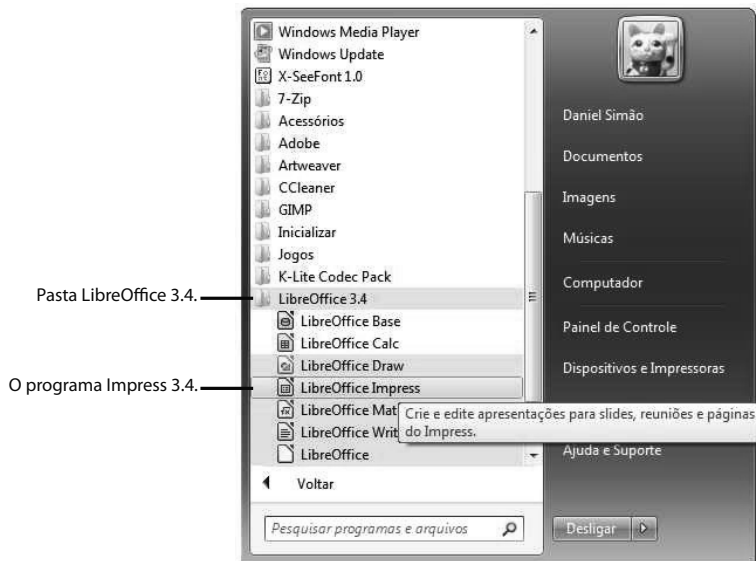 Windows Media Player
Windows Update
X-SeeFont 1.0
7-Zip
Acessórios
Adobe
Artweaver
CCleaner
GIMP
Inicializar
Jogos
K-Lite Codec Pack
Pasta LibreOffice 3.4.
LibreOffice 3.4
LibreOffice Base
LibreOffice Calc
LibreOffice Draw
O programa Impress 3.4.
LibreOffice Impress
LibreOffice Mat
LibreOffice Writ
LibreOffice
Crie e edite apresentações para slides, reuniões e páginas
do Impress.
Voltar
Pesquisar programas e arquivos
Daniel Simão
Documentos
Imagens
Músicas
Computador
Painel de Controle
Dispositivos e Impressoras
Ajuda e Suporte
Desligar